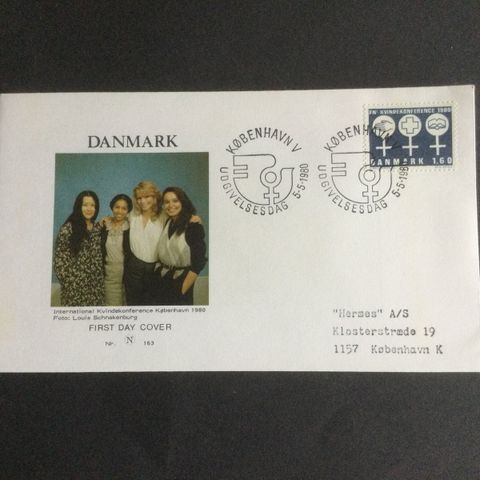 DANMARK
International Kvindekonference København 1980
Foto: Louis Schnakenburg
FIRST DAY COVER
Nr. N 163
KØBENHAVN V
UDGIVELSESDAG 5-5-1980
KØBENHAVN V
UDGIVELSESDAG 5-5-1980
FN KVINDEKONFERENCE 1980
DANMARK 1.60
"Hermes" A/S
Klosterstræde 19
1157 København K